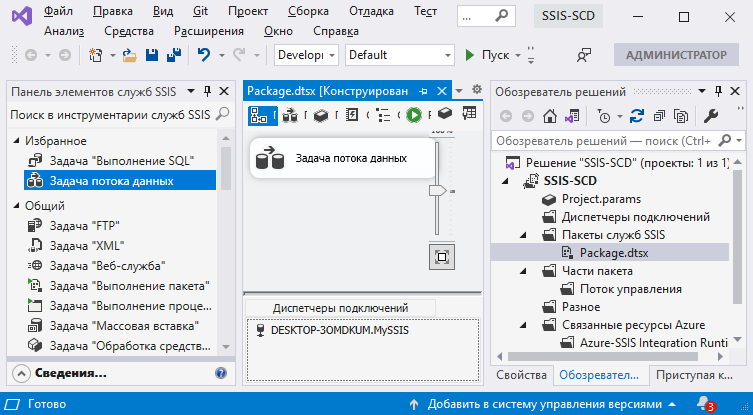 Файл Правка Вид Git Проект Сборка Отладка Тест ... SSIS-SCD
Анализ Средства Расширения Окно Справка
Develop Default Пуск АДМИНИСТРАТОР
Панель элементов служб SSIS
Поиск в инструментарии служб SSIS
Избранное
Задача "Выполнение SQL"
Задача потока данных
Общий
Задача "FTP"
Задача "XML"
Задача "Веб-служба"
Задача "Выполнение пакета"
Задача "Выполнение проце...
Задача "Массовая вставка"
Задача "Обработка средств...
Сведения...
Package.dtsx [Конструирован
Задача потока данных
Диспетчеры подключений
DESKTOP-3OMDKUM.MySSIS
Обозреватель решений
Обозреватель решений — поиск (Ctrl+
Решение "SSIS-SCD" (проекты: 1 из 1)
SSIS-SCD
Project.params
Диспетчеры подключений
Пакеты служб SSIS
Package.dtsx
Части пакета
Поток управления
Разное
Связанные ресурсы Azure
Azure-SSIS Integration Runti
Свойства Обозревател... Приступая к...
Готово Добавить в систему управления версиями 3